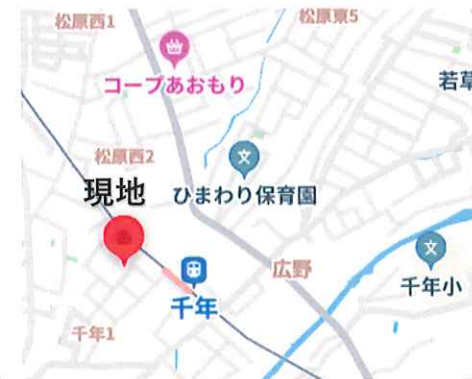 松原西1
松原東5
コープあおもり
若草
松原西2
現地
文
ひまわり保育園
文
広野
千年小
千年
千年1